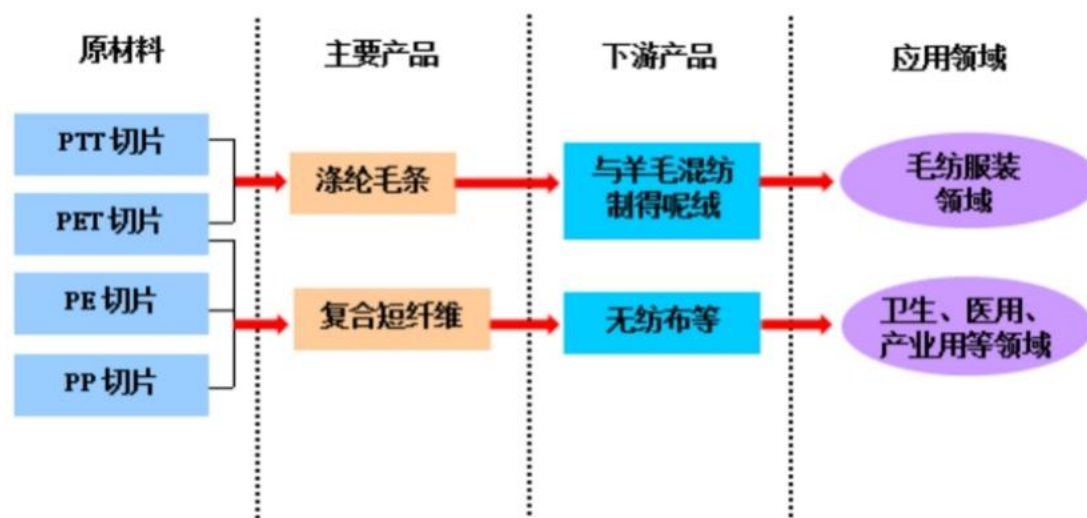 原材料
主要产品
下游产品
应用领域
PTT 切片
PET 切片
PE 切片
PP 切片
涤纶毛条
复合短纤维
与羊毛混纺
制得呢绒
无纺布等
毛纺服装
领域
卫生、医用、
产业用等领域